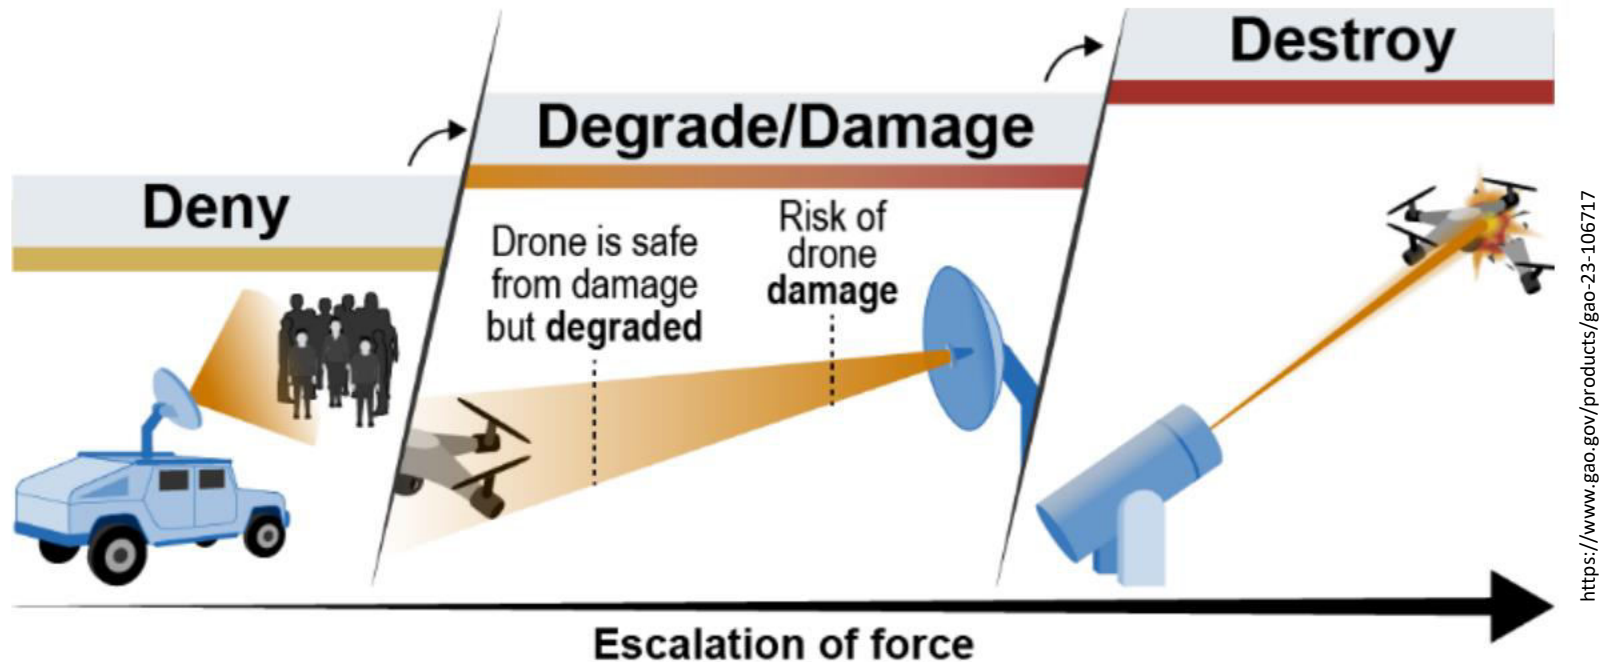 Deny
Degrade/Damage
Drone is safe
from damage
but degraded
Risk of
drone
damage
Destroy
Escalation of force
https://www.gao.gov/products/gao-23-106717